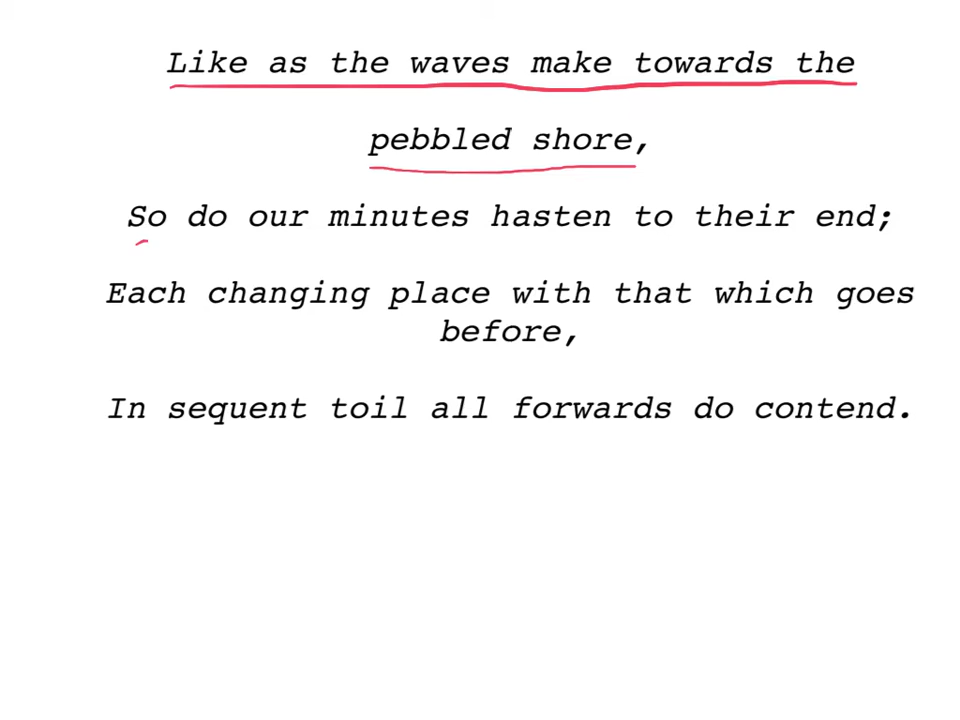 Like as the waves make towards the
pebbled shore,
So do our minutes hasten to their end;
Each changing place with that which goes
before,
In sequent toil all forwards do contend.